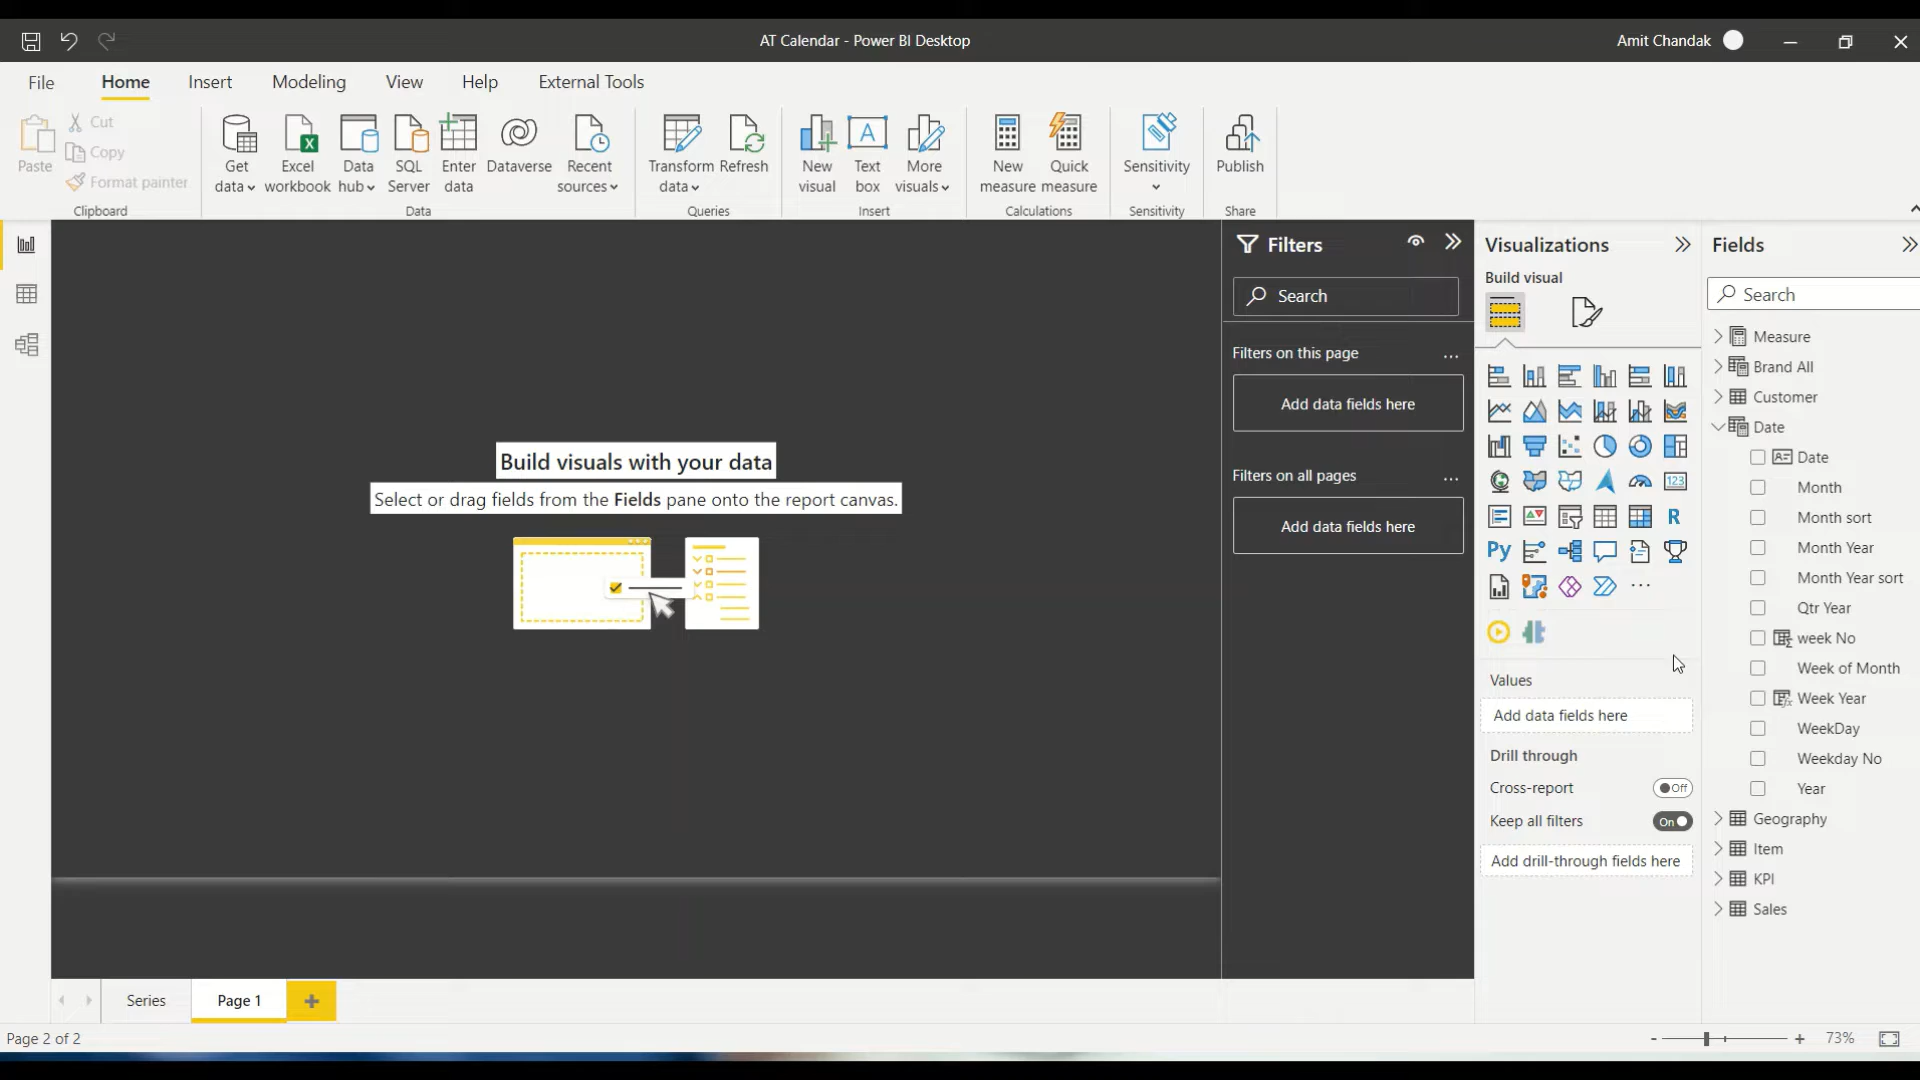 AT Calendar - Power BI Desktop
Amit Chandak
File
Home
Insert
Modeling
View
Help
External Tools
Paste
Cut
Copy
Format painter
Clipboard
Get data
Excel workbook
Data hub
SQL Server
Enter data
Dataverse
Recent sources
Data
Transform data
Refresh
Queries
New visual
A
Text box
More visuals
Insert
New measure
Quick measure
Calculations
Sensitivity
Sensitivity
Publish
Share
Build visuals with your data
Select or drag fields from the Fields pane onto the report canvas.
Filters
Search
Filters on this page
...
Add data fields here
Filters on all pages
...
Add data fields here
Visualizations
Build visual
123
R
Py
...
Values
Add data fields here
Drill through
Cross-report
Off
Keep all filters
On
Add drill-through fields here
Fields
Search
Measure
Brand All
Customer
Date
Date
Month
Month sort
Month Year
Month Year sort
Qtr Year
week No
Week of Month
Week Year
WeekDay
Weekday No
Year
Geography
Item
KPI
Sales
Series
Page 1
+
Page 2 of 2
-
+
73%